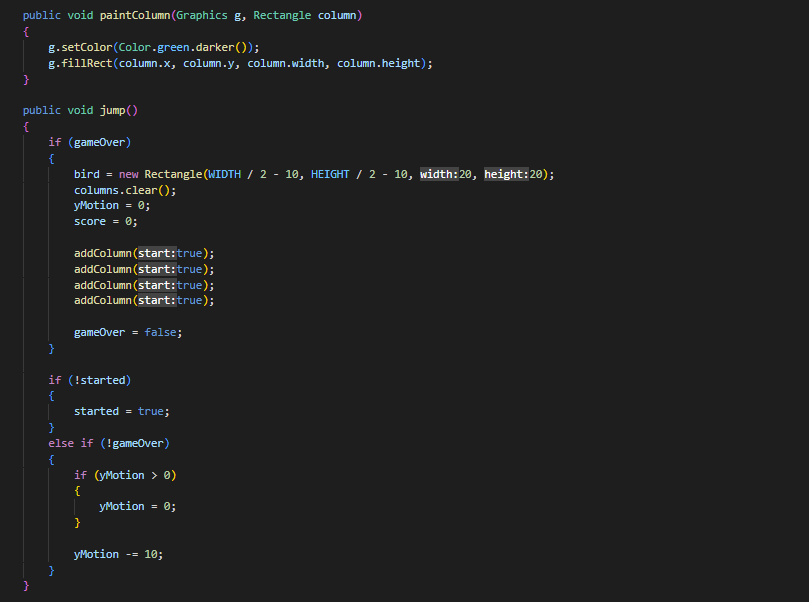 public void paintColumn(Graphics g, Rectangle column)
{
    g.setColor(Color.green.darker());
    g.fillRect(column.x, column.y, column.width, column.height);
}

public void jump()
{
    if (gameOver)
    {
        bird = new Rectangle(WIDTH / 2 - 10, HEIGHT / 2 - 10, width:20, height:20);
        columns.clear();
        yMotion = 0;
        score = 0;

        addColumn(start:true);
        addColumn(start:true);
        addColumn(start:true);
        addColumn(start:true);

        gameOver = false;
    }

    if (!started)
    {
        started = true;
    }
    else if (!gameOver)
    {
        if (yMotion > 0)
        {
            yMotion = 0;
        }

        yMotion -= 10;
    }
}